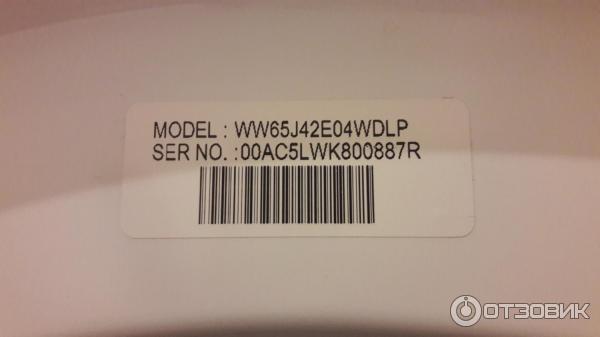 MODEL : WW65J42E04WDLP
SER NO. :00AC5LWK800887R
ОТЗОВИК